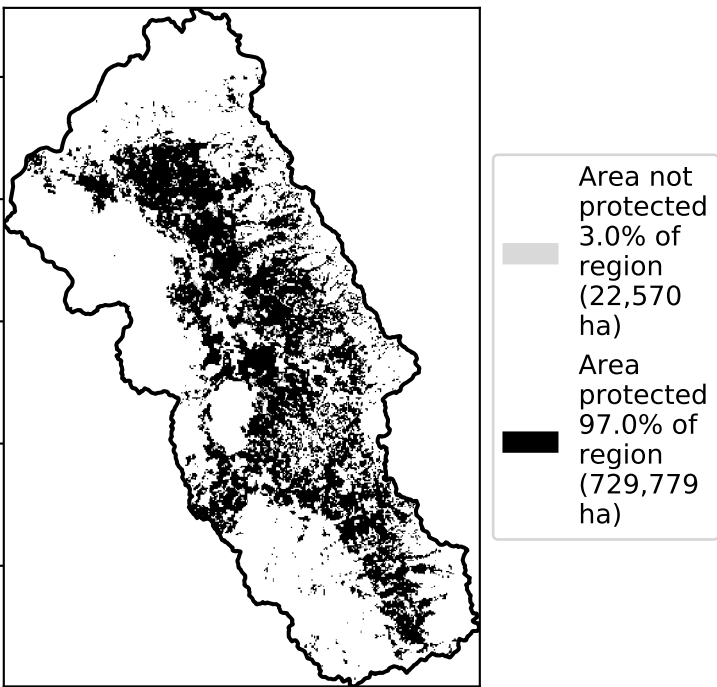 Area not
protected
3.0% of
region
(22,570
ha)
Area
protected
97.0% of
region
(729,779
ha)